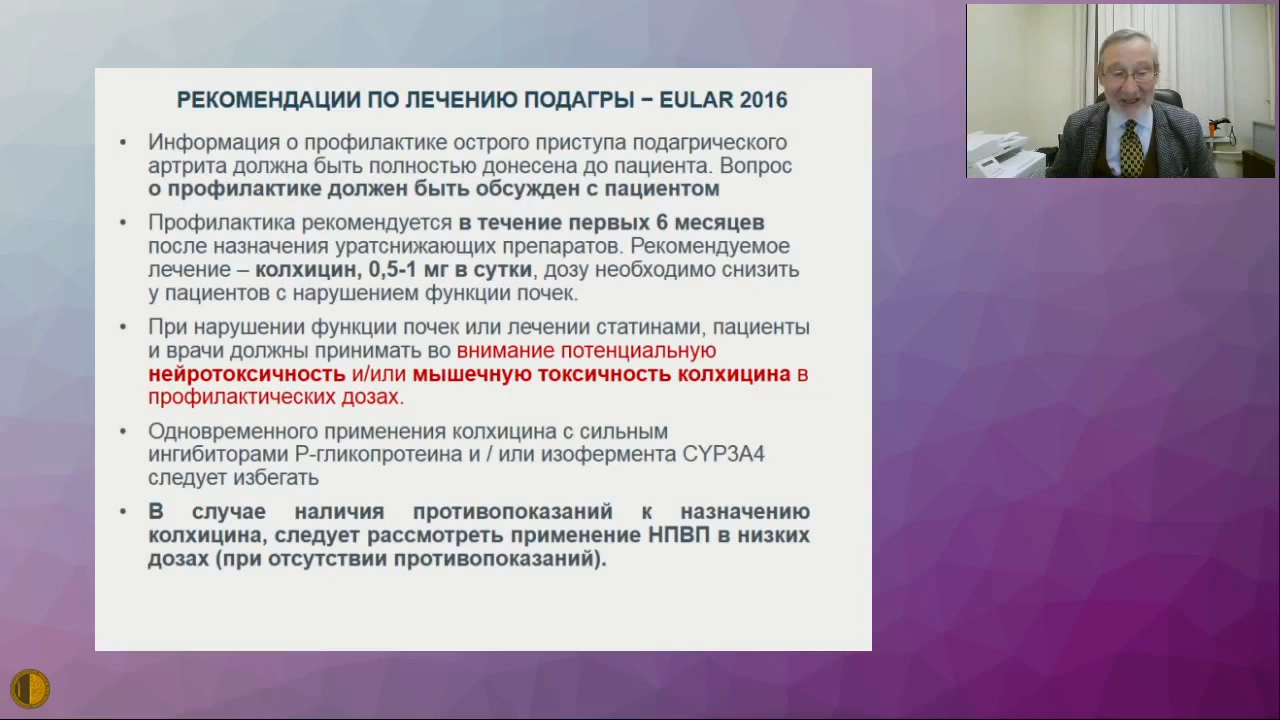 РЕКОМЕНДАЦИИ ПО ЛЕЧЕНИЮ ПОДАГРЫ – EULAR 2016
• Информация о профилактике острого приступа подагрического
артрита должна быть полностью донесена до пациента. Вопрос
о профилактике должен быть обсужден с пациентом
• Профилактика рекомендуется в течение первых 6 месяцев
после назначения уратснижающих препаратов. Рекомендуемое
лечение – колхицин, 0,5-1 мг в сутки, дозу необходимо снизить
у пациентов с нарушением функции почек.
• При нарушении функции почек или лечении статинами, пациенты
и врачи должны принимать во внимание потенциальную
нейротоксичность и/или мышечную токсичность колхицина в
профилактических дозах.
• Одновременного применения колхицина с сильным
ингибиторами Р-гликопротеина и / или изофермента CYP3A4
следует избегать
• В случае наличия противопоказаний к назначению
колхицина, следует рассмотреть применение НПВП в низких
дозах (при отсутствии противопоказаний).